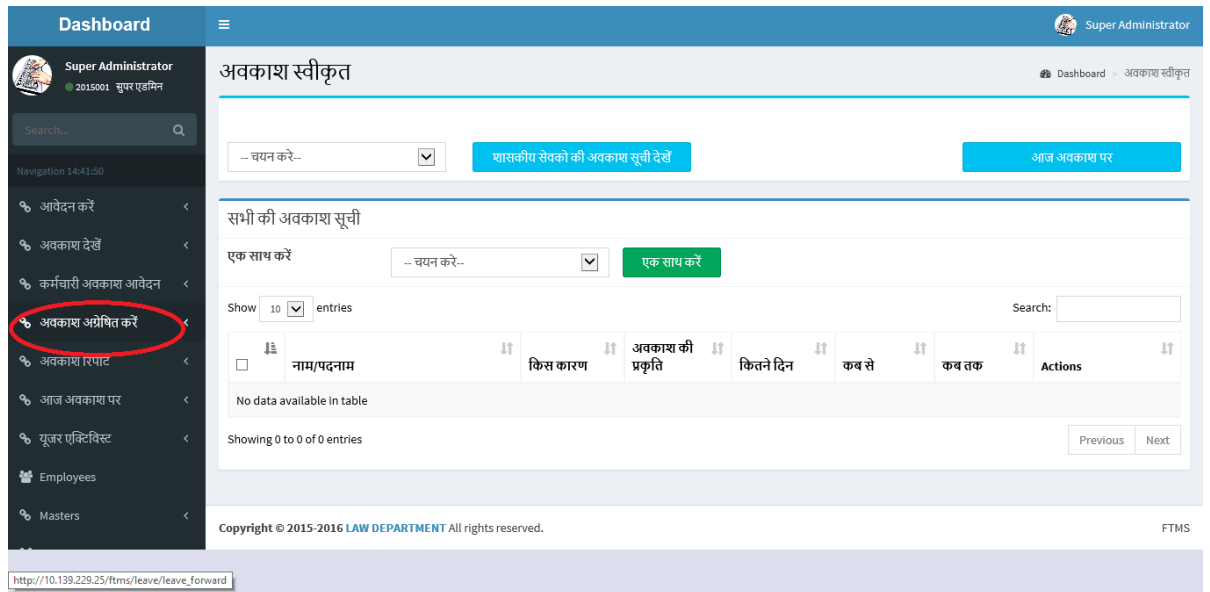 Dashboard
Super Administrator
Super Administrator
2015001 सुपर एडमिन
Search...
Navigation 14:41:50
आवेदन करें
अवकाश देखें
कर्मचारी अवकाश आवेदन
अवकाश अग्रेषित करें
अवकाश रिपोर्ट
आज अवकाश पर
यूजर एक्टिविस्ट
Employees
Masters
अवकाश स्वीकृत
Dashboard > अवकाश स्वीकृत
-- चयन करे--
शासकीय सेवको की अवकाश सूची देखें
आज अवकाश पर
सभी की अवकाश सूची
एक साथ करें
-- चयन करे--
एक साथ करें
Show 10 entries
Search:
नाम/पदनाम
किस कारण
अवकाश की
प्रकृति
कितने दिन
कब से
कब तक
Actions
No data available in table
Showing 0 to 0 of 0 entries
Previous
Next
Copyright © 2015-2016 LAW DEPARTMENT All rights reserved.
FTMS
http://10.139.229.25/ftms/leave/leave_forward